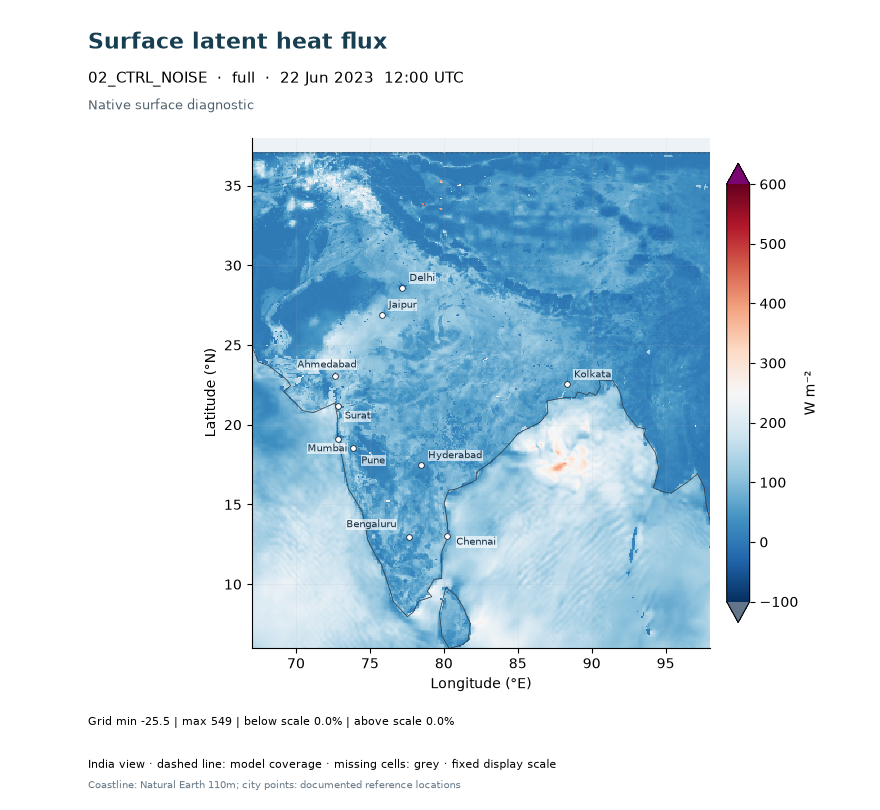 Surface latent heat flux
02_CTRL_NOISE · full · 22 Jun 2023 12:00 UTC
Native surface diagnostic
35
30
25
20
15
10
Latitude (°N)
70 75 80 85 90 95
Longitude (°E)
Delhi
Jaipur
Ahmedabad
Kolkata
Surat
Mumbai
Pune
Hyderabad
Bengaluru
Chennai
600
500
400
300
200
100
0
−100
W m⁻²
Grid min -25.5 | max 549 | below scale 0.0% | above scale 0.0%
India view · dashed line: model coverage · missing cells: grey · fixed display scale
Coastline: Natural Earth 110m; city points: documented reference locations